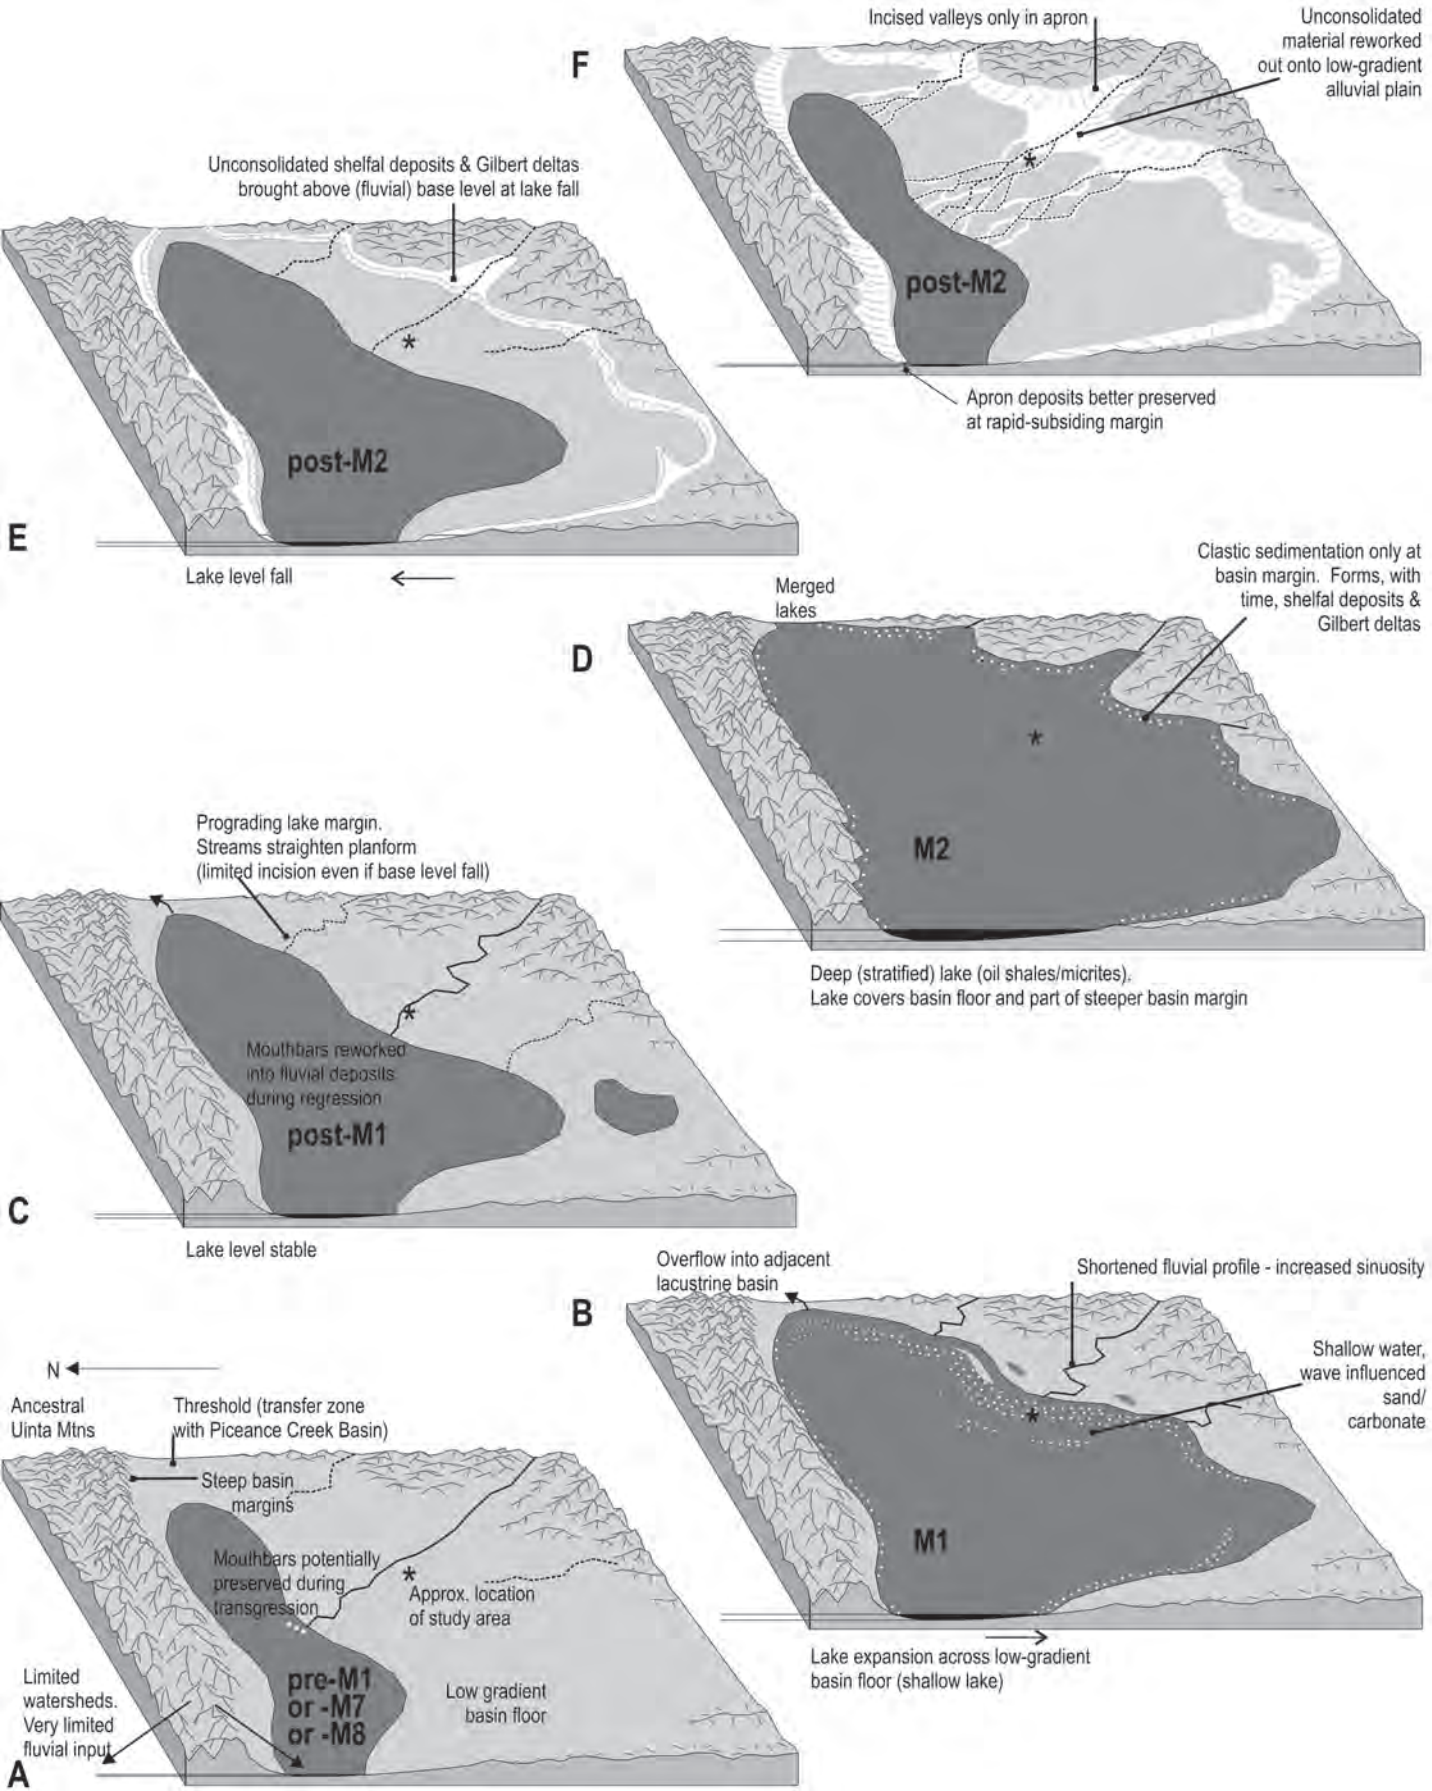 F
Incised valleys only in apron
Unconsolidated
material reworked
out onto low-gradient
alluvial plain
*
post-M2
Apron deposits better preserved
at rapid-subsiding margin
Unconsolidated shelfal deposits & Gilbert deltas
brought above (fluvial) base level at lake fall
*
post-M2
E
Lake level fall
Merged
lakes
Clastic sedimentation only at
basin margin. Forms, with
time, shelfal deposits &
Gilbert deltas
D
*
M2
Deep (stratified) lake (oil shales/micrites).
Lake covers basin floor and part of steeper basin margin
Prograding lake margin.
Streams straighten planform
(limited incision even if base level fall)
*
Mouthbars reworked
into fluvial deposits
during regression
post-M1
C
Lake level stable
Overflow into adjacent
lacustrine basin
Shortened fluvial profile - increased sinuosity
B
Shallow water,
wave influenced
sand/
carbonate
*
M1
Lake expansion across low-gradient
basin floor (shallow lake)
N
Ancestral
Uinta Mtns
Threshold (transfer zone
with Piceance Creek Basin)
Steep basin
margins
Mouthbars potentially
preserved during
transgression
*
Approx. location
of study area
Limited
watersheds.
Very limited
fluvial input
pre-M1
or -M7
or -M8
Low gradient
basin floor
A